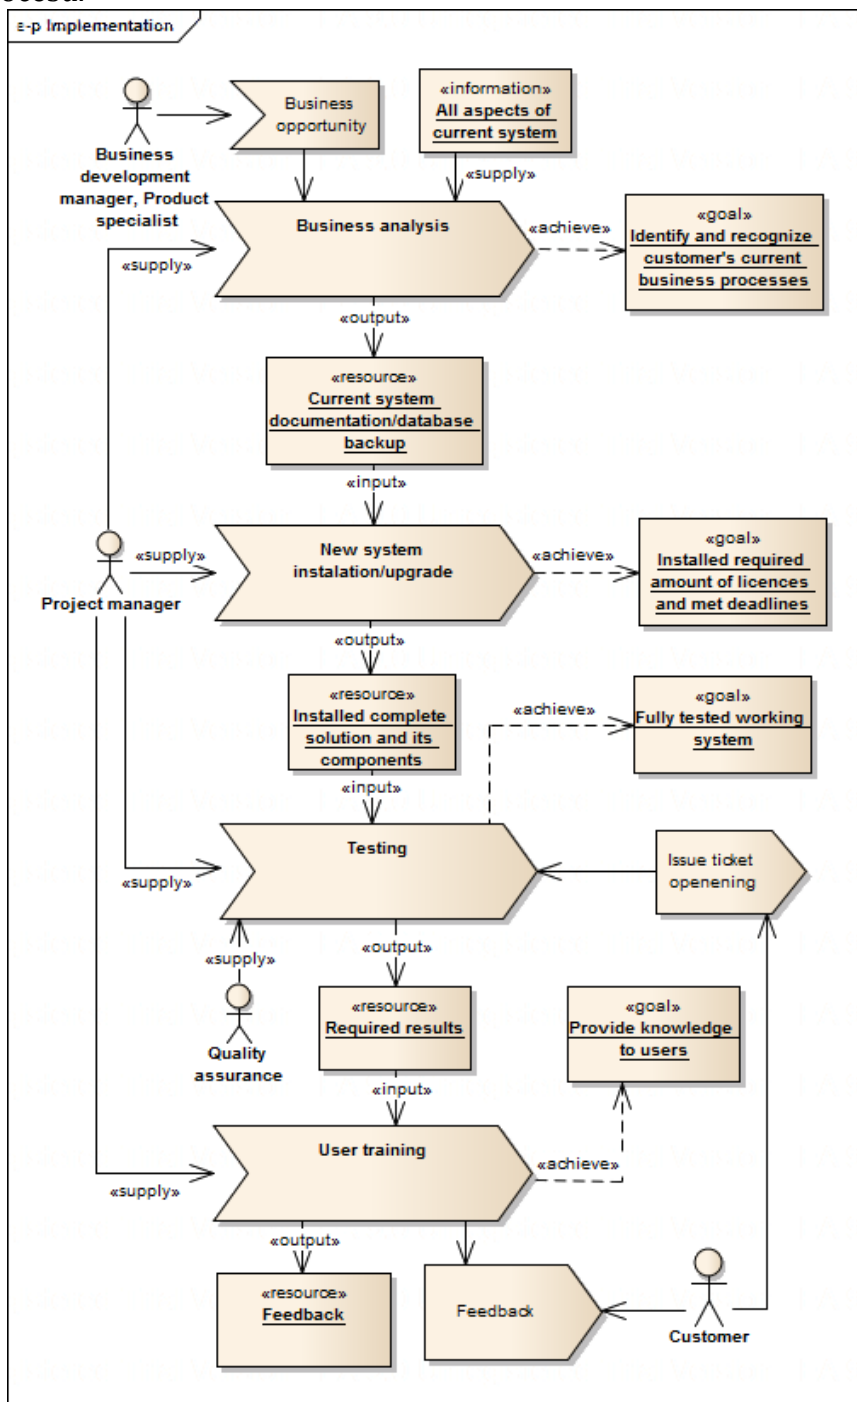 ε-p Implementation
Business
opportunity
«information»
All aspects of
current system
Business
development
manager, Product
specialist
«supply»
Business analysis
«achieve»
«goal»
Identify and recognize
customer's current
business processes
«supply»
«output»
«resource»
Current system
documentation/database
backup
«input»
«supply»
New system
instalation/upgrade
«achieve»
«goal»
Installed required
amount of licences
and met deadlines
Project manager
«output»
«resource»
Installed complete
solution and its
components
«achieve»
«goal»
Fully tested working
system
«input»
Testing
Issue ticket
openening
«supply»
«output»
«supply»
«resource»
Required results
«goal»
Provide knowledge
to users
Quality
assurance
«input»
User training
«achieve»
«supply»
«output»
«resource»
Feedback
Feedback
Customer